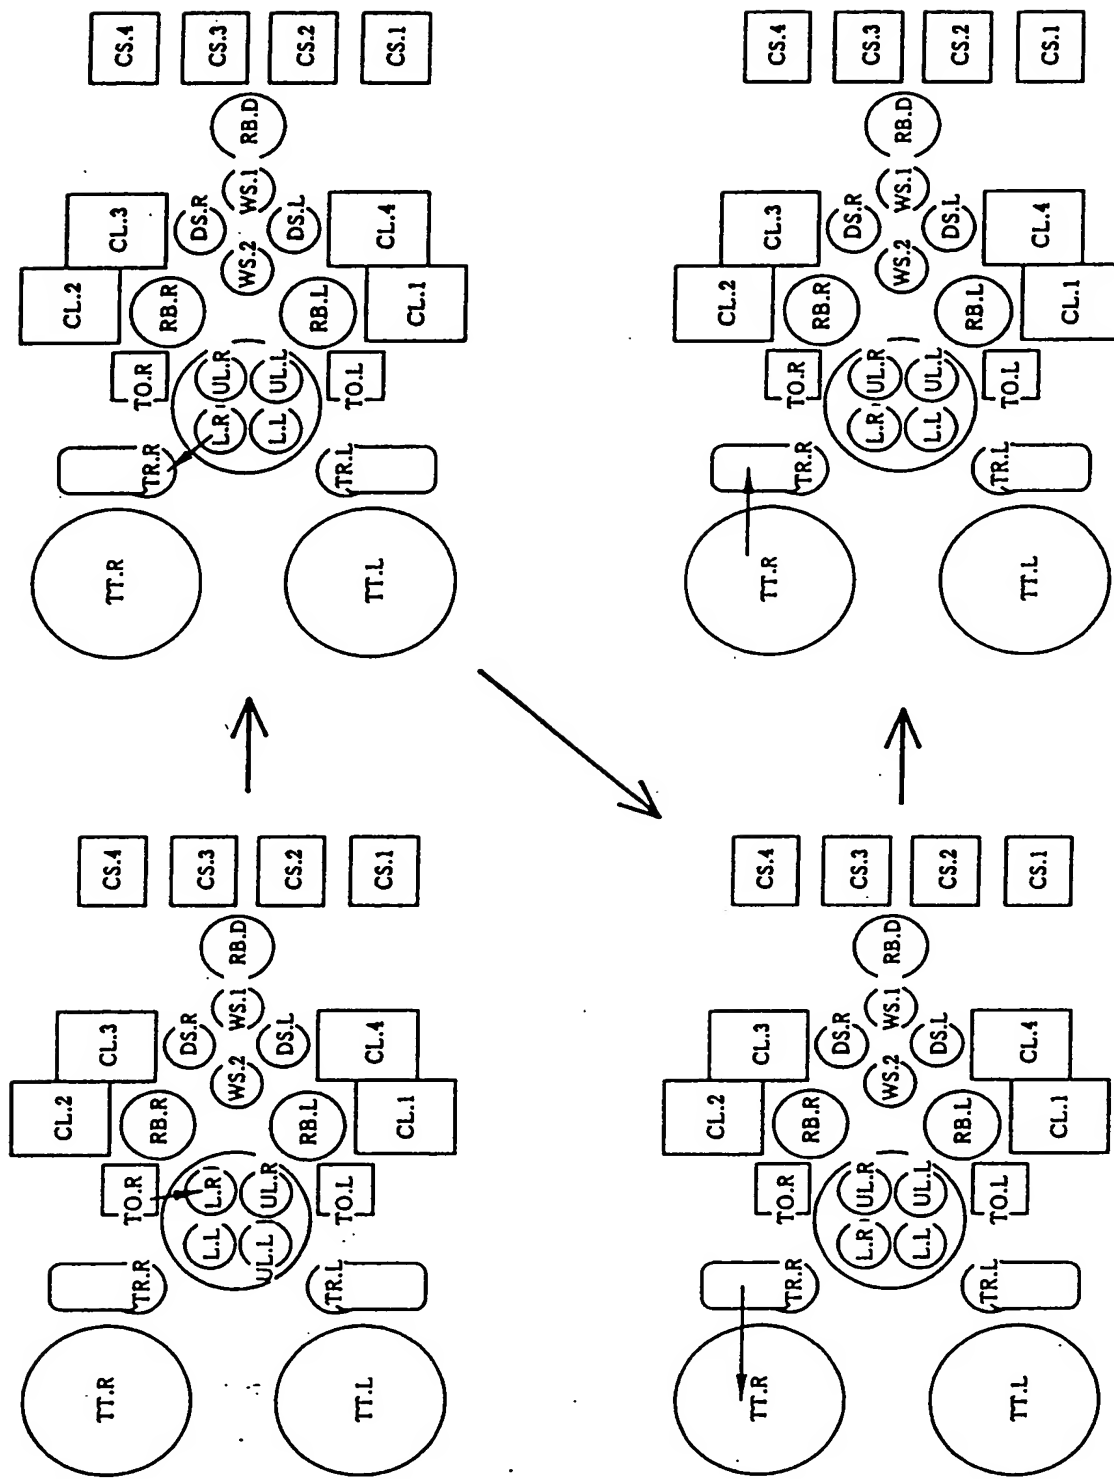 TT.L
TT.R
TR.L
TR.R
UL.L
L.L
TO.L
UL.R
L.R
TO.R
CL.1
RB.L
RB.R
CL.2
WS.2
CL.4
DS.L
DS.R
CL.3
WS.1
RB.D
CS.1
CS.2
CS.3
CS.4
TT.L
TT.R
TR.L
TR.R
L.L
L.R
TO.L
UL.L
UL.R
TO.R
CL.1
RB.L
RB.R
CL.2
WS.2
CL.4
DS.L
DS.R
CL.3
WS.1
RB.D
CS.1
CS.2
CS.3
CS.4
TT.L
TT.R
TR.L
TR.R
L.L
L.R
TO.L
UL.L
UL.R
TO.R
CL.1
RB.L
RB.R
CL.2
WS.2
CL.4
DS.L
DS.R
CL.3
WS.1
RB.D
CS.1
CS.2
CS.3
CS.4
TT.L
TT.R
TR.L
TR.R
L.L
L.R
TO.L
UL.L
UL.R
TO.R
CL.1
RB.L
RB.R
CL.2
WS.2
CL.4
DS.L
DS.R
CL.3
WS.1
RB.D
CS.1
CS.2
CS.3
CS.4